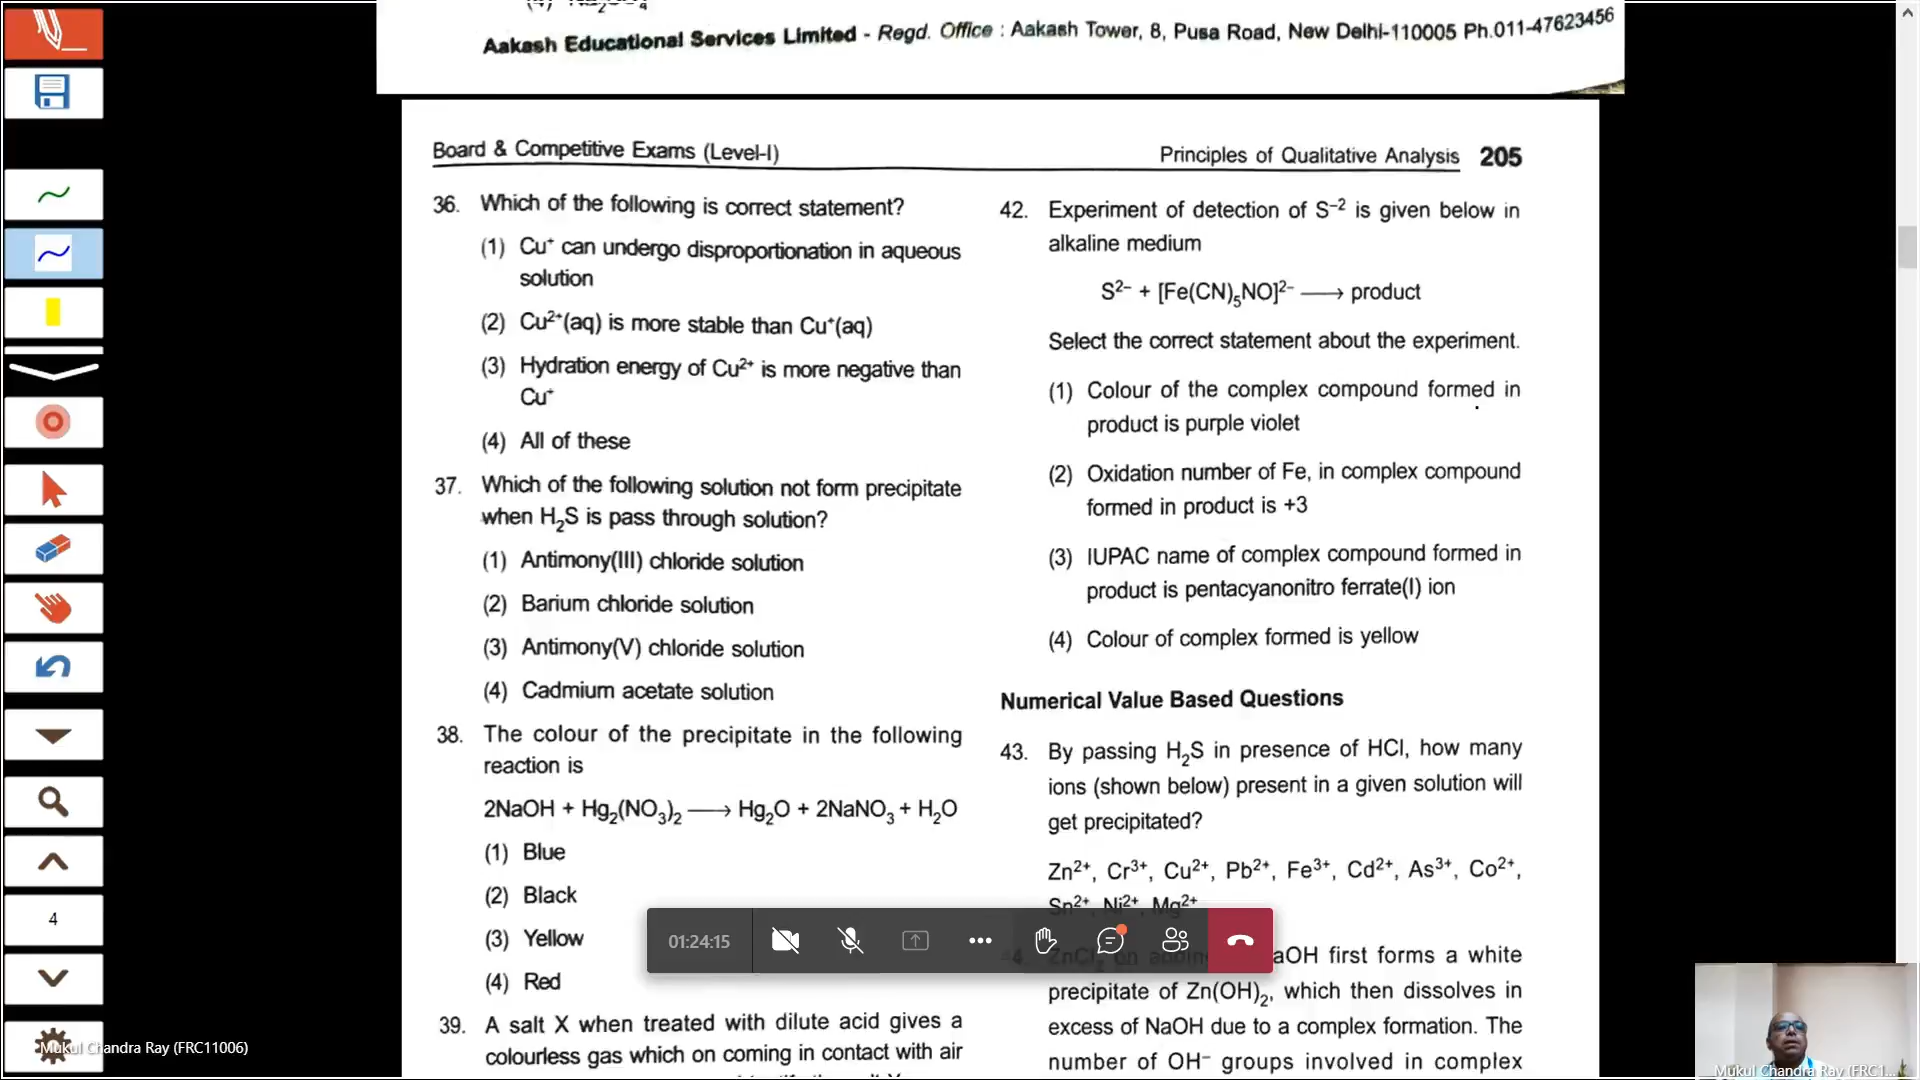 Aakash Educational Services Limited - Regd. Office : Aakash Tower, 8, Pusa Road, New Delhi-110005 Ph.011-47623456
Board & Competitive Exams (Level-I)
Principles of Qualitative Analysis 205
36. Which of the following is correct statement?
(1) Cu⁺ can undergo disproportionation in aqueous
solution
(2) Cu²⁺(aq) is more stable than Cu⁺(aq)
(3) Hydration energy of Cu²⁺ is more negative than
Cu⁺
(4) All of these
37. Which of the following solution not form precipitate
when H₂S is pass through solution?
(1) Antimony(III) chloride solution
(2) Barium chloride solution
(3) Antimony(V) chloride solution
(4) Cadmium acetate solution
38. The colour of the precipitate in the following
reaction is
2NaOH + Hg₂(NO₃)₂ ⟶ Hg₂O + 2NaNO₃ + H₂O
(1) Blue
(2) Black
(3) Yellow
(4) Red
39. A salt X when treated with dilute acid gives a
colourless gas which on coming in contact with air
42. Experiment of detection of S⁻² is given below in
alkaline medium
S²⁻ + [Fe(CN)₅NO]²⁻ ⟶ product
Select the correct statement about the experiment.
(1) Colour of the complex compound formed in
product is purple violet
(2) Oxidation number of Fe, in complex compound
formed in product is +3
(3) IUPAC name of complex compound formed in
product is pentacyanonitro ferrate(I) ion
(4) Colour of complex formed is yellow
Numerical Value Based Questions
43. By passing H₂S in presence of HCl, how many
ions (shown below) present in a given solution will
get precipitated?
Zn²⁺, Cr³⁺, Cu²⁺, Pb²⁺, Fe³⁺, Cd²⁺, As³⁺, Co²⁺,
Sn²⁺, Ni²⁺, Mg²⁺
aOH first forms a white
precipitate of Zn(OH)₂, which then dissolves in
excess of NaOH due to a complex formation. The
number of OH⁻ groups involved in complex
01:24:15
4
Mukul Chandra Ray (FRC11006)
Mukul Chandra Ray (FRC1...